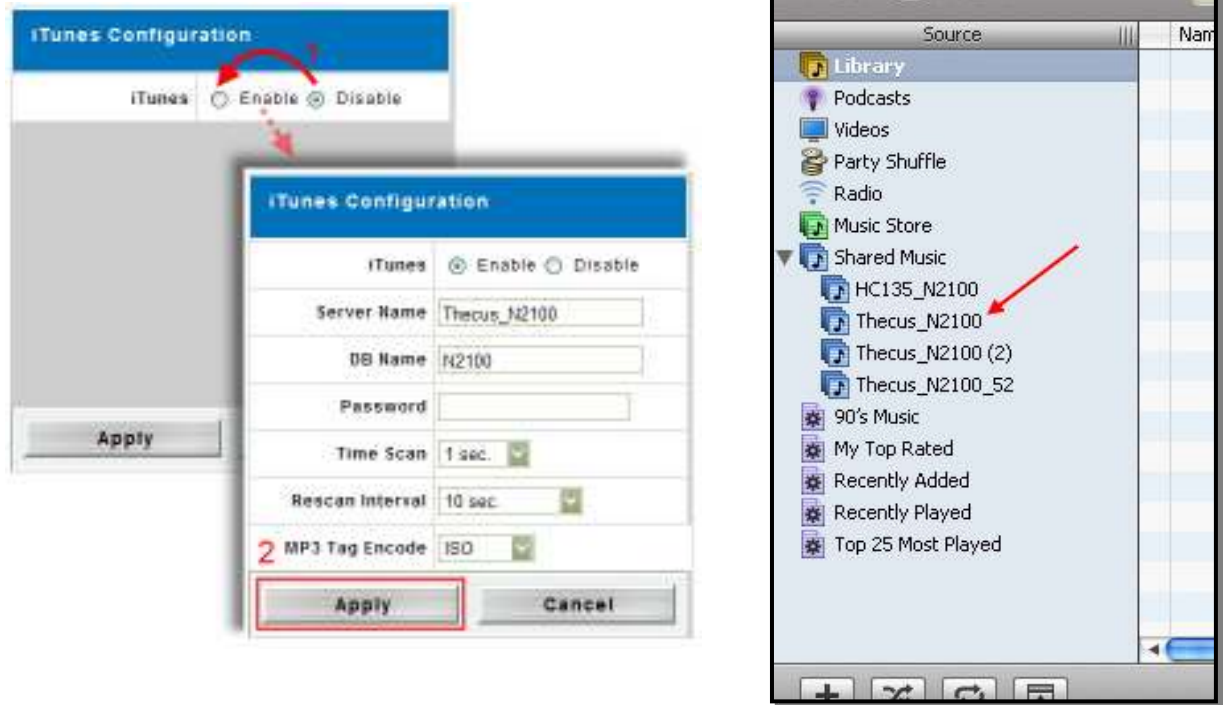 iTunes Configuration
1
iTunes Enable Disable
Apply
iTunes Configuration
iTunes Enable Disable
Server Name Thecus_N2100
DB Name N2100
Password
Time Scan 1 sec.
Rescan Interval 10 sec.
2 MP3 Tag Encode ISO
Apply Cancel
Source Nam
Library
Podcasts
Videos
Party Shuffle
Radio
Music Store
Shared Music
HC135_N2100
Thecus_N2100
Thecus_N2100 (2)
Thecus_N2100_52
90's Music
My Top Rated
Recently Added
Recently Played
Top 25 Most Played